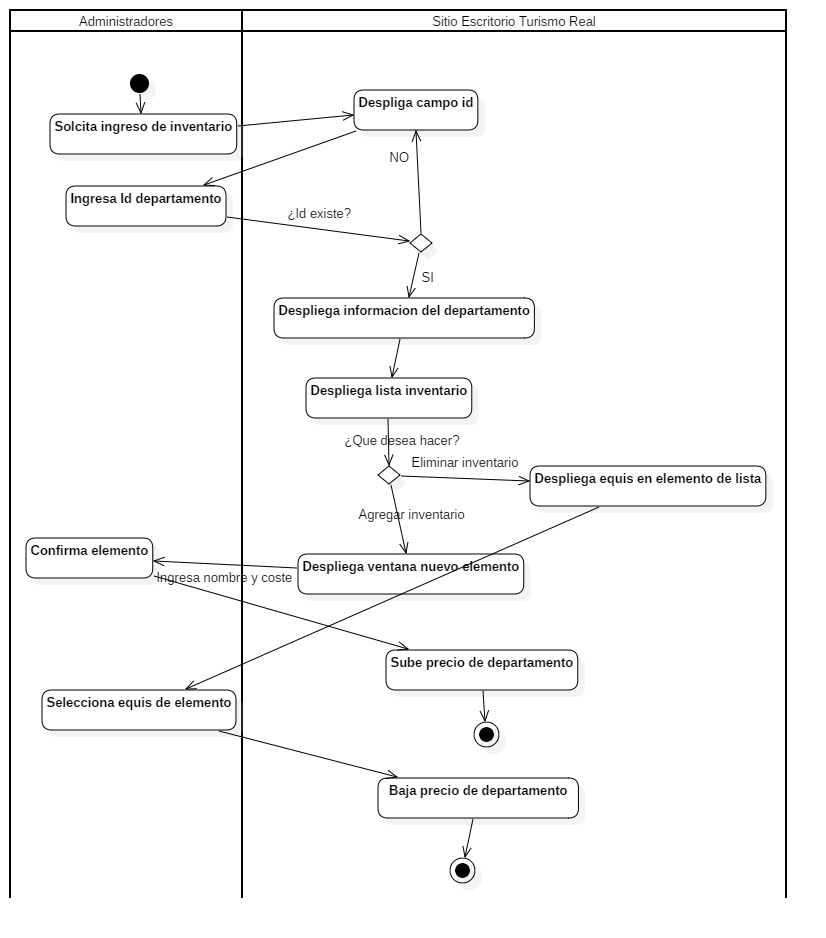 Administradores
Sitio Escritorio Turismo Real
Despliga campo id
Solcita ingreso de inventario
NO
Ingresa Id departamento
¿Id existe?
SI
Despliega informacion del departamento
Despliega lista inventario
¿Que desea hacer?
Eliminar inventario
Despliega equis en elemento de lista
Agregar inventario
Confirma elemento
Despliega ventana nuevo elemento
Ingresa nombre y coste
Sube precio de departamento
Selecciona equis de elemento
Baja precio de departamento